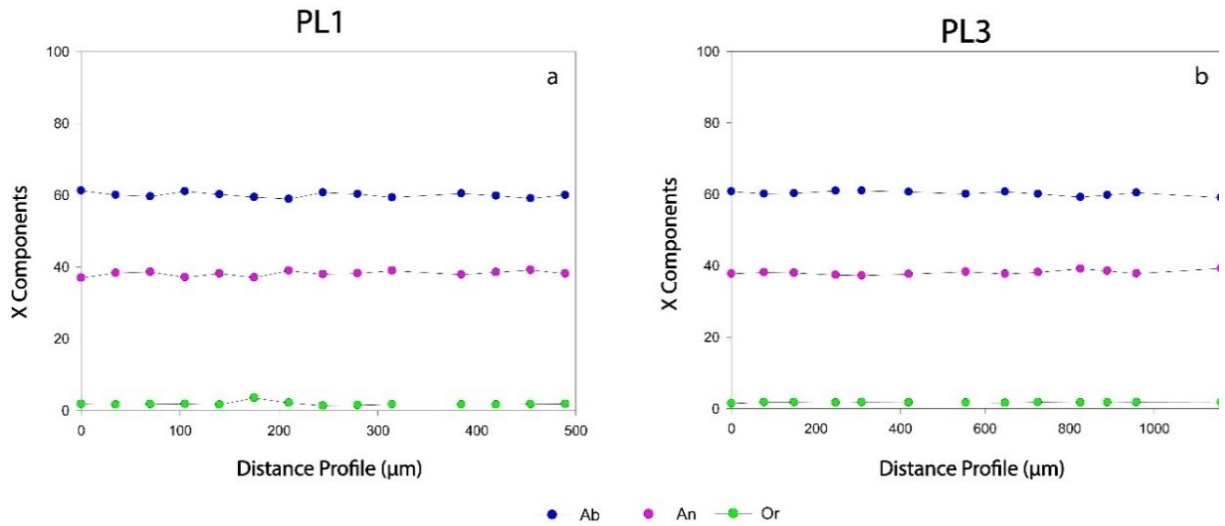 PL1
100
80
60
40
20
0
a
X Components
0 100 200 300 400 500
Distance Profile (µm)
PL3
100
80
60
40
20
0
b
X Components
0 200 400 600 800 1000
Distance Profile (µm)
Ab An Or